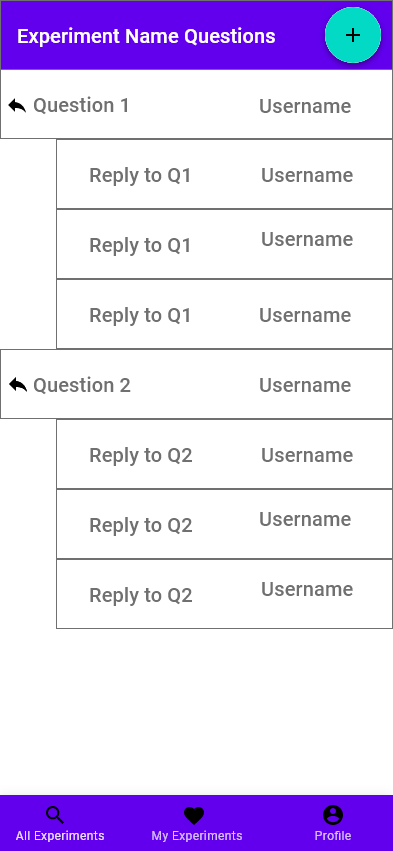 Experiment Name Questions
Question 1 Username
Reply to Q1 Username
Reply to Q1 Username
Reply to Q1 Username
Question 2 Username
Reply to Q2 Username
Reply to Q2 Username
Reply to Q2 Username
All Experiments My Experiments Profile